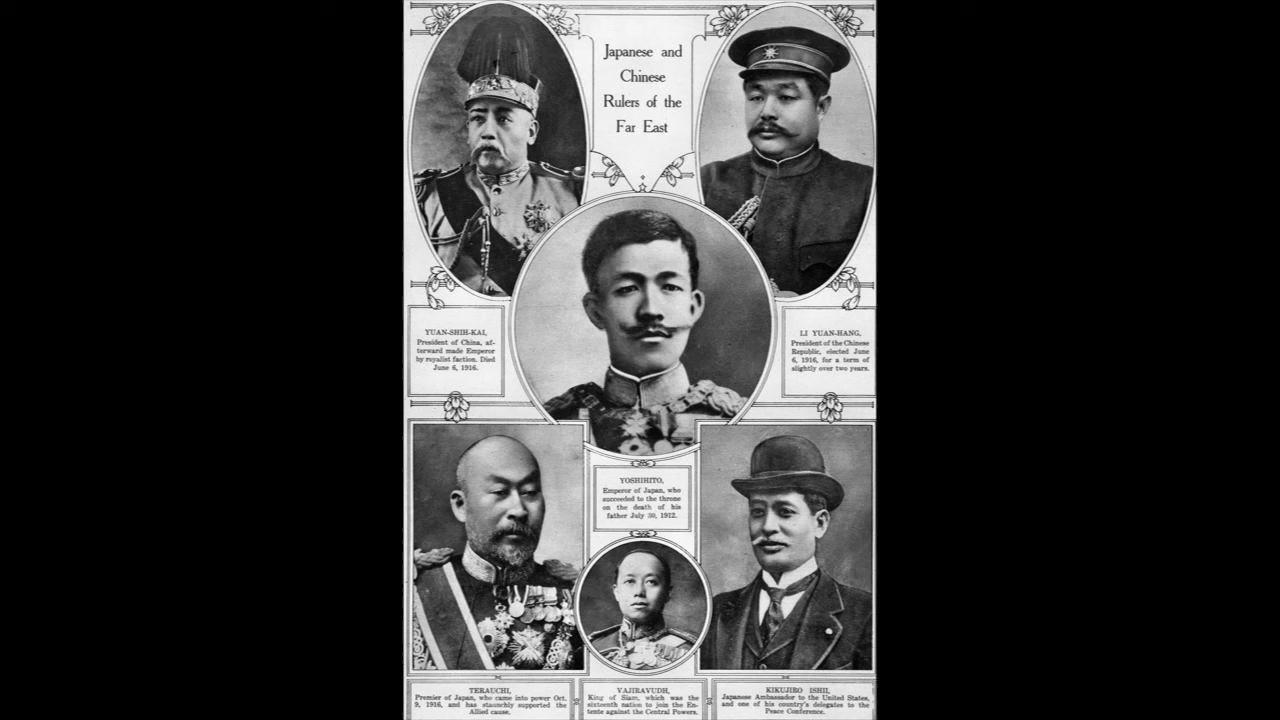 Japanese and
Chinese
Rulers of the
Far East
YUAN-SHIH-KAI,
President of China, af-
terward made Emperor
by royalist faction. Died
June 6, 1916.
LI YUAN-HANG,
President of the Chinese
Republic, elected June
6, 1916, for a term of
slightly over two years.
YOSHIHITO,
Emperor of Japan, who
succeeded to the throne
on the death of his
father July 30, 1912.
TERAUCHI,
Premier of Japan, who came into power Oct.
9, 1916, and has staunchly supported the
Allied cause.
VAJIRAVUDH,
King of Siam, which was the
sixteenth nation to join the En-
tente against the Central Powers.
KIKUJIRO ISHII,
Japanese Ambassador to the United States,
and one of his country's delegates to the
Peace Conference.